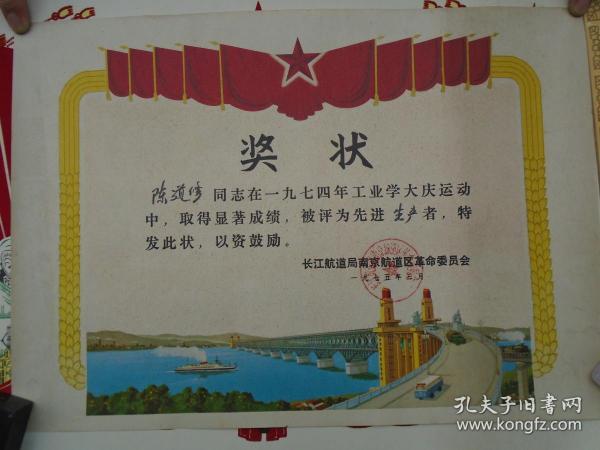 奖状
陈道修 同志在一九七四年工业学大庆运动
中，取得显著成绩，被评为先进生产者，特
发此状，以资鼓励。
长江航道局南京航道区革命委员会
一九七五年三月
孔夫子旧书网
www.kongfz.com